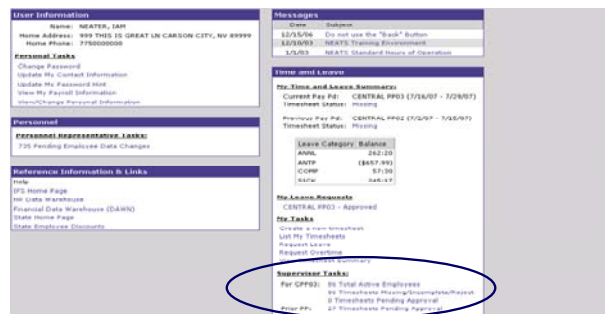 User Information
Name: NEATER, IAM
Home Address: 999 THIS IS GREAT LN CARSON CITY, NV 89999
Home Phone: 7750000000
Personal Tasks
Change Password
Update My Contact Information
Update My Password Hint
View My Payroll Information
View/Change Personal Information
Personnel
Personnel Representative Tasks:
735 Pending Employee Data Changes
Reference Information & Links
Help
IFS Home Page
HR Data Warehouse
Financial Data Warehouse (DAWN)
State Home Page
State Employee Discounts
Messages
Date Subject
12/15/06 Do not use the "Back" Button
12/10/03 NEATS Training Environment
1/1/03 NEATS Standard Hours of Operation
Time and Leave
My Time and Leave Summary:
Current Pay Pd: CENTRAL PP03 (7/16/07 - 7/29/07)
Timesheet Status: Missing
Previous Pay Pd: CENTRAL PP02 (7/2/07 - 7/15/07)
Timesheet Status: Missing
Leave Category Balance
ANNL 262:20
ANTP ($657.99)
COMP 57:30
SICK
My Leave Requests
CENTRAL PP03 - Approved
My Tasks
Create a new timesheet
List My Timesheets
Request Leave
Request Overtime
Timesheet Summary
Supervisor Tasks:
For CPP03: 86 Total Active Employees
Timesheets Missing/Incomplete/Reject
0 Timesheets Pending Approval
Prior PP: 27 Timesheets Pending Approval